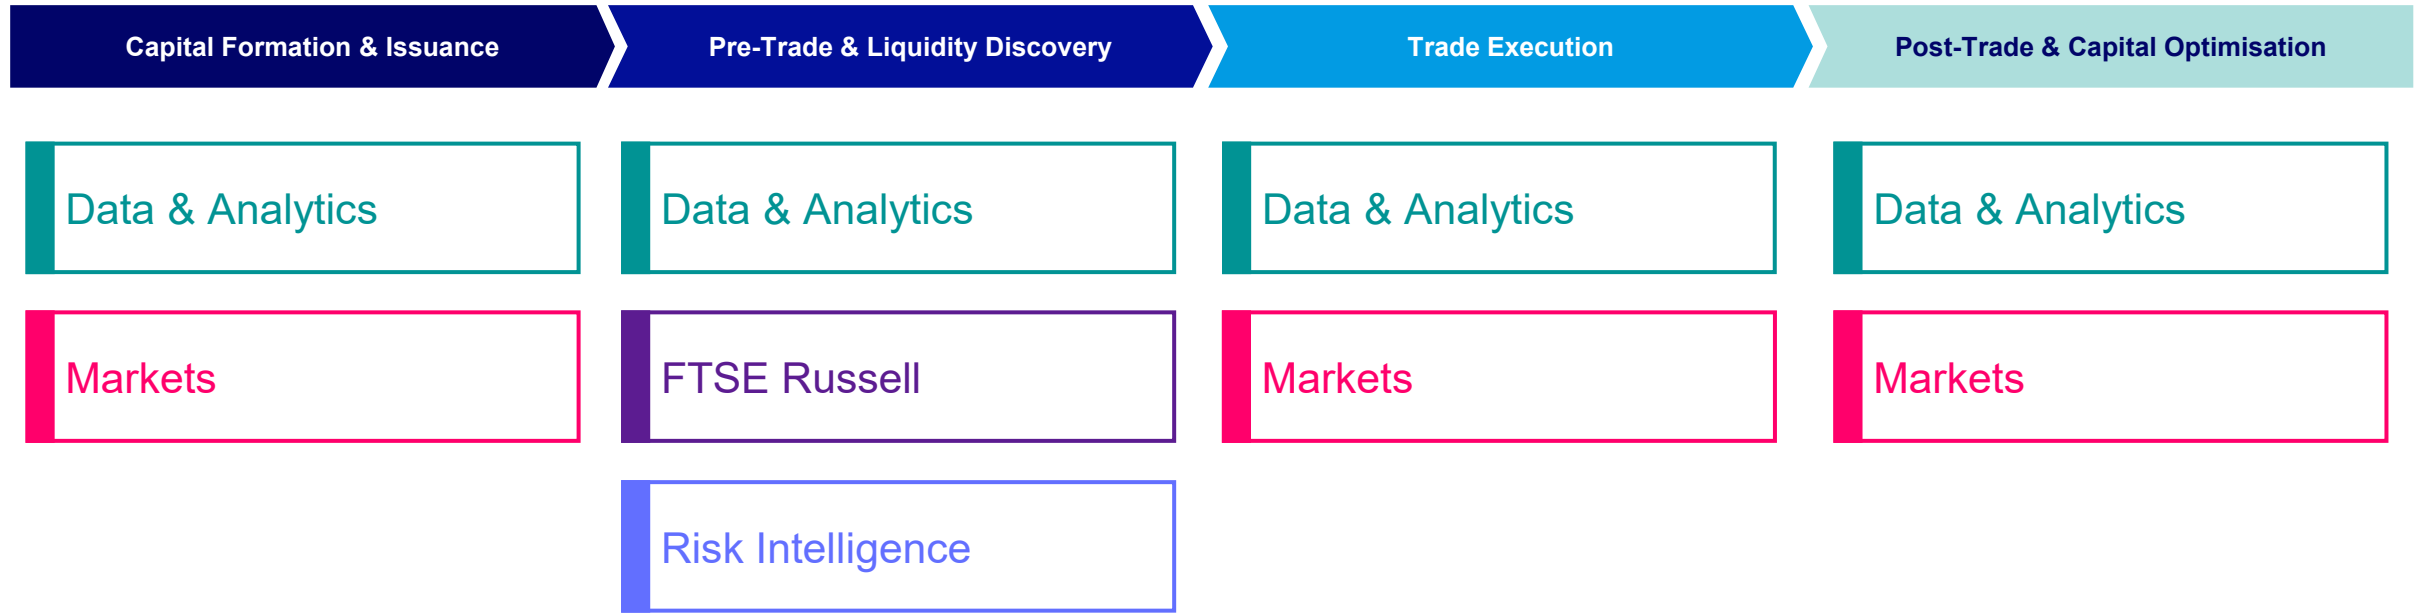 Capital Formation & Issuance
Pre-Trade & Liquidity Discovery
Trade Execution
Post-Trade & Capital Optimisation
Data & Analytics
Data & Analytics
Data & Analytics
Data & Analytics
Markets
FTSE Russell
Markets
Markets
Risk Intelligence